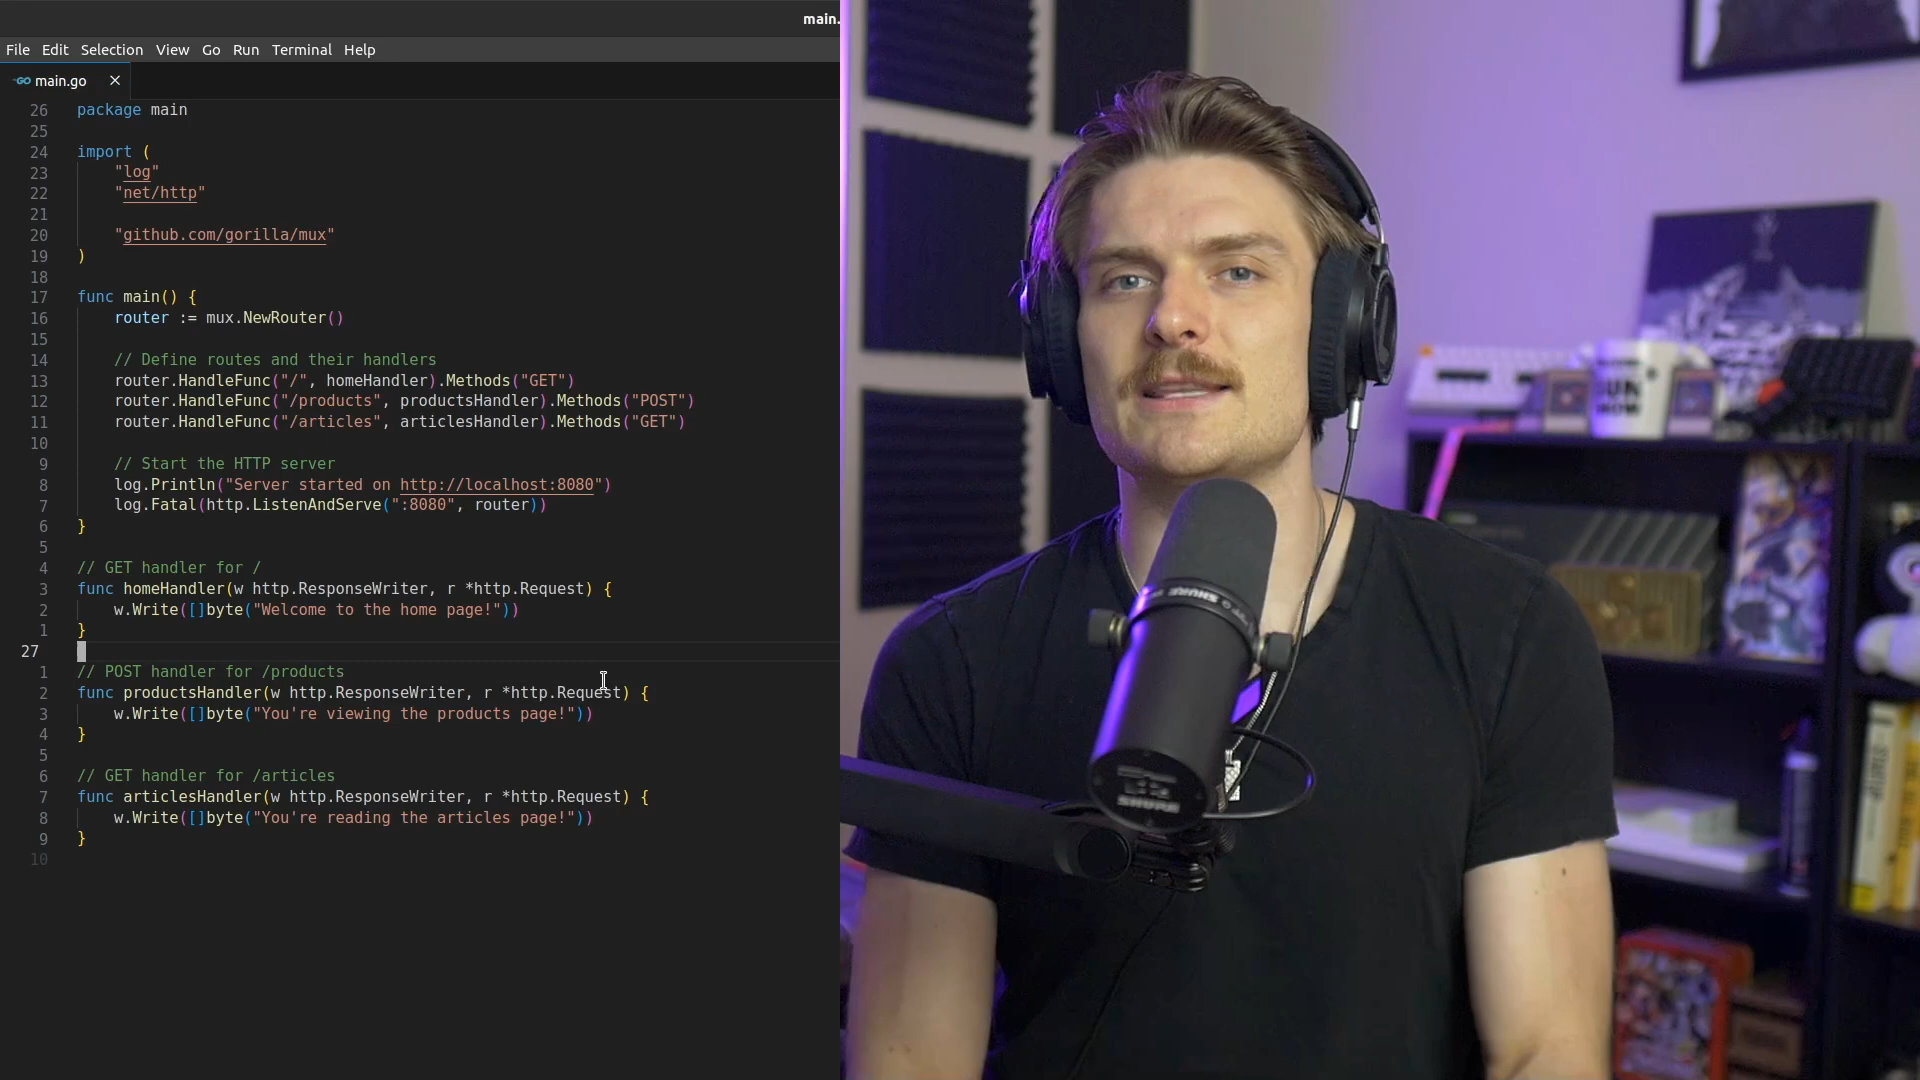 main.
File Edit Selection View Go Run Terminal Help
GO main.go ×
26 package main
25
24 import (
23 "log"
22 "net/http"
21
20 "github.com/gorilla/mux"
19 )
18
17 func main() {
16 router := mux.NewRouter()
15
14 // Define routes and their handlers
13 router.HandleFunc("/", homeHandler).Methods("GET")
12 router.HandleFunc("/products", productsHandler).Methods("POST")
11 router.HandleFunc("/articles", articlesHandler).Methods("GET")
10
9 // Start the HTTP server
8 log.Println("Server started on http://localhost:8080")
7 log.Fatal(http.ListenAndServe(":8080", router))
6 }
5
4 // GET handler for /
3 func homeHandler(w http.ResponseWriter, r *http.Request) {
2 w.Write([]byte("Welcome to the home page!"))
1 }
27
1 // POST handler for /products
2 func productsHandler(w http.ResponseWriter, r *http.Request) {
3 w.Write([]byte("You're viewing the products page!"))
4 }
5
6 // GET handler for /articles
7 func articlesHandler(w http.ResponseWriter, r *http.Request) {
8 w.Write([]byte("You're reading the articles page!"))
9 }
10
SHURE
SHURE